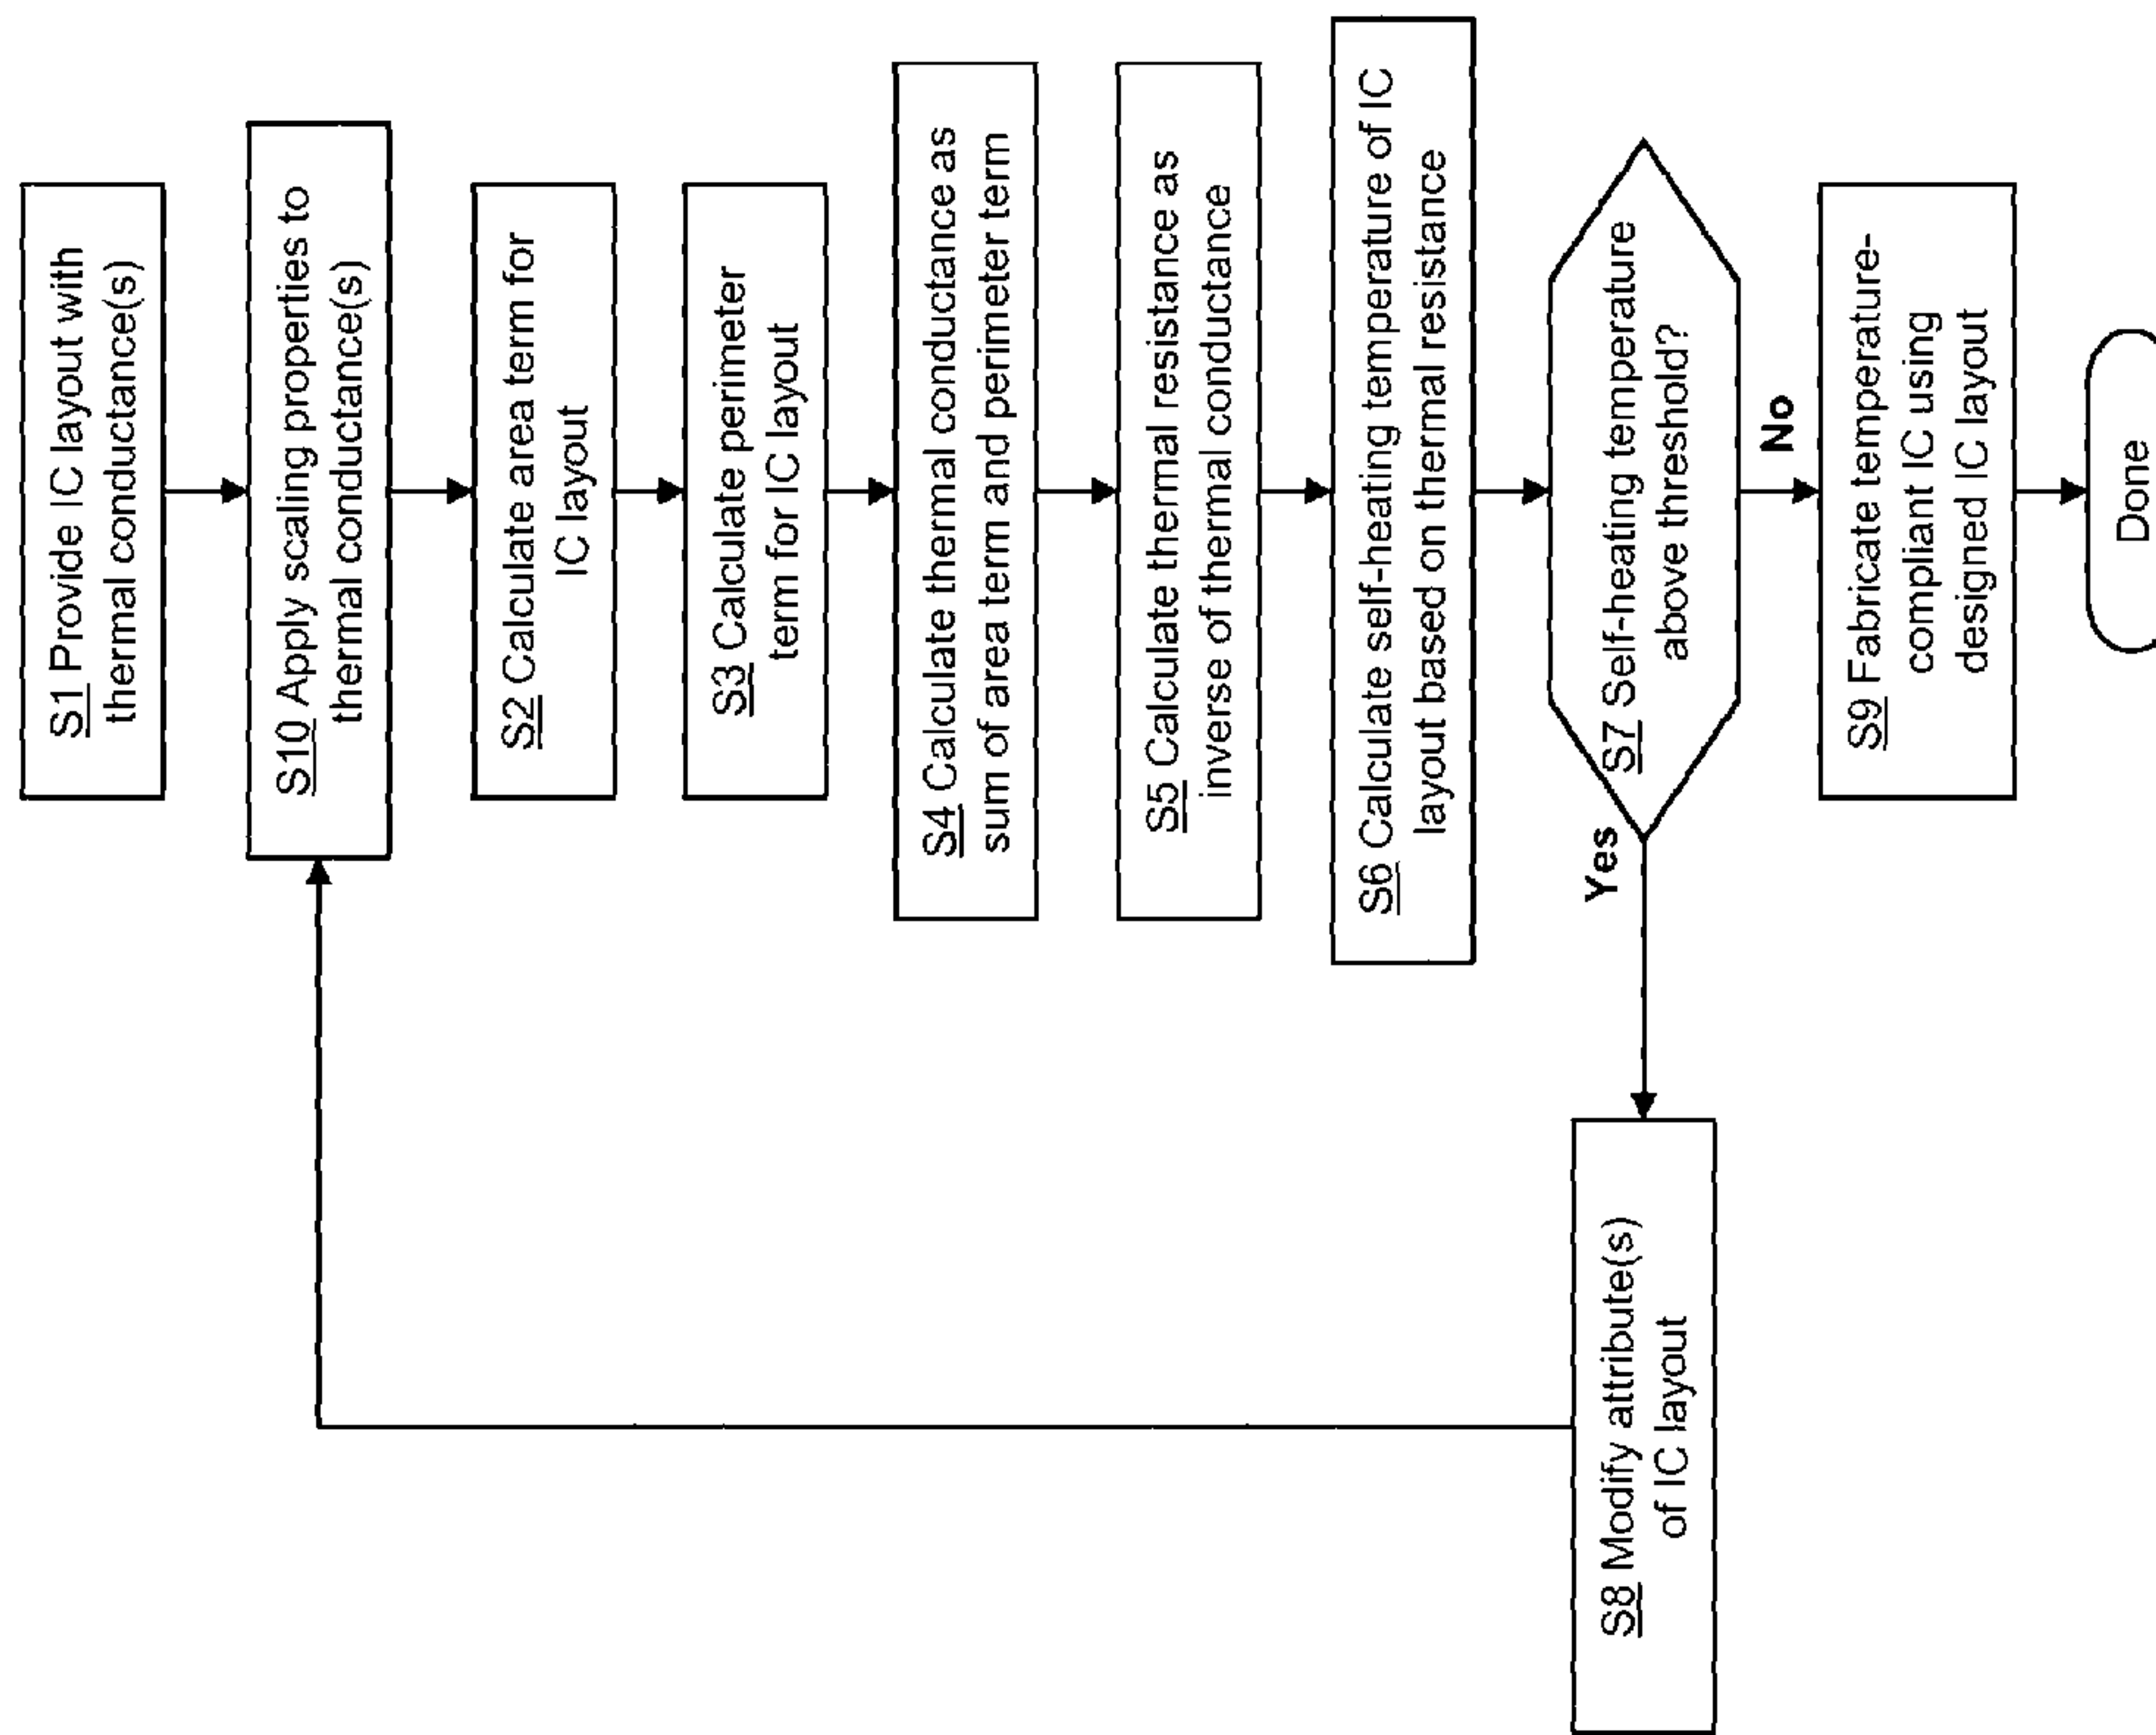 S1 Provide IC layout with
thermal conductance(s)
S10 Apply scaling properties to
thermal conductance(s)
S2 Calculate area term for
IC layout
S3 Calculate perimeter
term for IC layout
S4 Calculate thermal conductance as
sum of area term and perimeter term
S5 Calculate thermal resistance as
inverse of thermal conductance
S6 Calculate self-heating temperature of IC
layout based on thermal resistance
S7 Self-heating temperature
above threshold?
Yes
No
S8 Modify attribute(s)
of IC layout
S9 Fabricate temperature-
compliant IC using
designed IC layout
Done